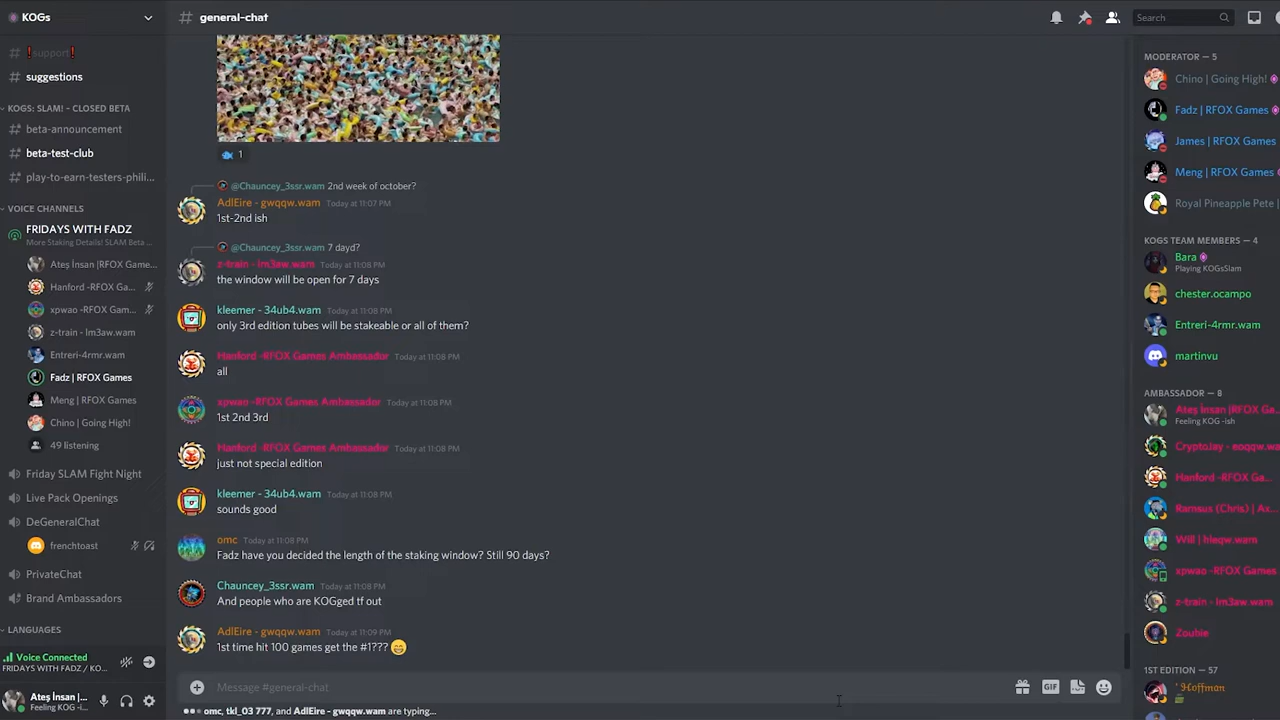 KOGs
# general-chat
Search
support
suggestions
KOGS: SLAM! - CLOSED BETA
# beta-announcement
# beta-test-club
# play-to-earn-testers-phili...
VOICE CHANNELS
FRIDAYS WITH FADZ
More Staking Details! SLAM Beta ...
Ateş İnsan |RFOX Game...
Hanford -RFOX Ga...
xpwao -RFOX Gam...
z-train - lm3aw.wam
Entreri-4rmr.wam
Fadz | RFOX Games
Meng | RFOX Games
Chino | Going High!
49 listening
Friday SLAM Fight Night
Live Pack Openings
DeGeneralChat
frenchtoast
PrivateChat
Brand Ambassadors
LANGUAGES
Voice Connected
FRIDAYS WITH FADZ / KO...
Ateş İnsan |...
Feeling KOG -i...
1
@Chauncey_3ssr.wam 2nd week of october?
AdlEire - gwqqw.wam Today at 11:07 PM
1st-2nd ish
@Chauncey_3ssr.wam 7 dayd?
z-train - lm3aw.wam Today at 11:08 PM
the window will be open for 7 days
kleemer - 34ub4.wam Today at 11:08 PM
only 3rd edition tubes will be stakeable or all of them?
Hanford -RFOX Games Ambassador Today at 11:08 PM
all
xpwao -RFOX Games Ambassador Today at 11:08 PM
1st 2nd 3rd
Hanford -RFOX Games Ambassador Today at 11:08 PM
just not special edition
kleemer - 34ub4.wam Today at 11:08 PM
sounds good
omc Today at 11:08 PM
Fadz have you decided the length of the staking window? Still 90 days?
Chauncey_3ssr.wam Today at 11:08 PM
And people who are KOGged tf out
AdlEire - gwqqw.wam Today at 11:09 PM
1st time hit 100 games get the #1???
Message #general-chat
GIF
omc, tkl_03 777, and AdlEire - gwqqw.wam are typing...
MODERATOR — 5
Chino | Going High!
Fadz | RFOX Games
James | RFOX Games
Meng | RFOX Games
Royal Pineapple Pete |
KOGS TEAM MEMBERS — 4
Bara
Playing KOGsSlam
chester.ocampo
Entreri-4rmr.wam
martinvu
AMBASSADOR — 8
Ateş İnsan |RFOX Ga...
Feeling KOG -ish
CryptoJay - eoqqw.wa
Hanford -RFOX Ga...
Ramsus (Chris) | Ax...
Will | hleqw.wam
xpwao -RFOX Games
z-train - lm3aw.wam
Zoubie
1ST EDITION — 57
Hoffman